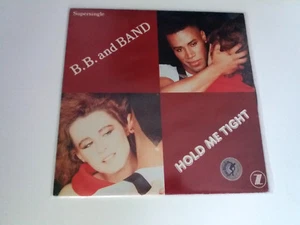 Supersingle
B.B. and BAND
HOLD ME TIGHT